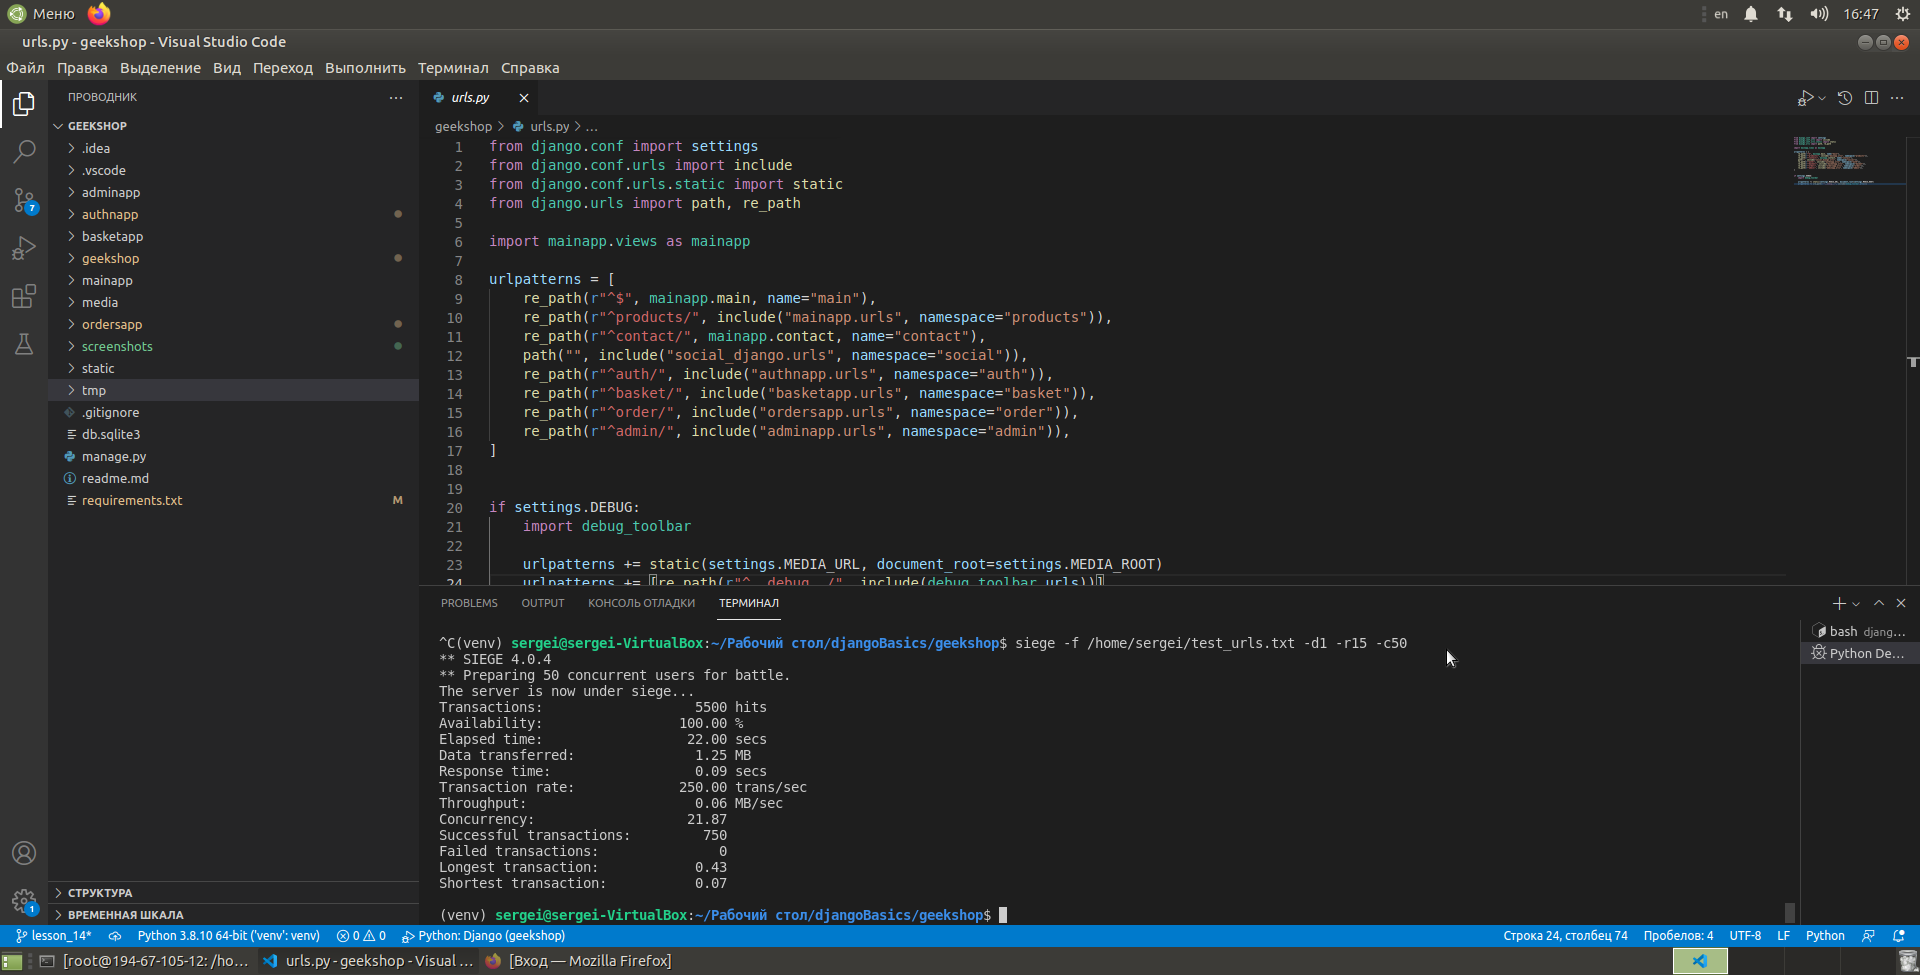 Меню
en
16:47
urls.py - geekshop - Visual Studio Code
Файл Правка Выделение Вид Переход Выполнить Терминал Справка
ПРОВОДНИК
GEEKSHOP
.idea
.vscode
adminapp
authnapp
basketapp
geekshop
mainapp
media
ordersapp
screenshots
static
tmp
.gitignore
db.sqlite3
manage.py
readme.md
requirements.txt M
СТРУКТУРА
ВРЕМЕННАЯ ШКАЛА
7
1
urls.py
geekshop > urls.py > ...
1 from django.conf import settings
2 from django.conf.urls import include
3 from django.conf.urls.static import static
4 from django.urls import path, re_path
5
6 import mainapp.views as mainapp
7
8 urlpatterns = [
9 re_path(r"^$", mainapp.main, name="main"),
10 re_path(r"^products/", include("mainapp.urls", namespace="products")),
11 re_path(r"^contact/", mainapp.contact, name="contact"),
12 path("", include("social_django.urls", namespace="social")),
13 re_path(r"^auth/", include("authnapp.urls", namespace="auth")),
14 re_path(r"^basket/", include("basketapp.urls", namespace="basket")),
15 re_path(r"^order/", include("ordersapp.urls", namespace="order")),
16 re_path(r"^admin/", include("adminapp.urls", namespace="admin")),
17 ]
18
19
20 if settings.DEBUG:
21 import debug_toolbar
22
23 urlpatterns += static(settings.MEDIA_URL, document_root=settings.MEDIA_ROOT)
24 urlpatterns += [re_path(r"^__debug__/", include(debug_toolbar.urls))]
PROBLEMS OUTPUT КОНСОЛЬ ОТЛАДКИ ТЕРМИНАЛ
^C(venv) sergei@sergei-VirtualBox:~/Рабочий стол/djangoBasics/geekshop$ siege -f /home/sergei/test_urls.txt -d1 -r15 -c50
** SIEGE 4.0.4
** Preparing 50 concurrent users for battle.
The server is now under siege...
Transactions: 5500 hits
Availability: 100.00 %
Elapsed time: 22.00 secs
Data transferred: 1.25 MB
Response time: 0.09 secs
Transaction rate: 250.00 trans/sec
Throughput: 0.06 MB/sec
Concurrency: 21.87
Successful transactions: 750
Failed transactions: 0
Longest transaction: 0.43
Shortest transaction: 0.07
(venv) sergei@sergei-VirtualBox:~/Рабочий стол/djangoBasics/geekshop$
bash djang...
Python De...
lesson_14* Python 3.8.10 64-bit ('venv': venv) 0 0 Python: Django (geekshop)
Строка 24, столбец 74 Пробелов: 4 UTF-8 LF Python
[root@194-67-105-12: /ho...
urls.py - geekshop - Visual ...
[Вход — Mozilla Firefox]